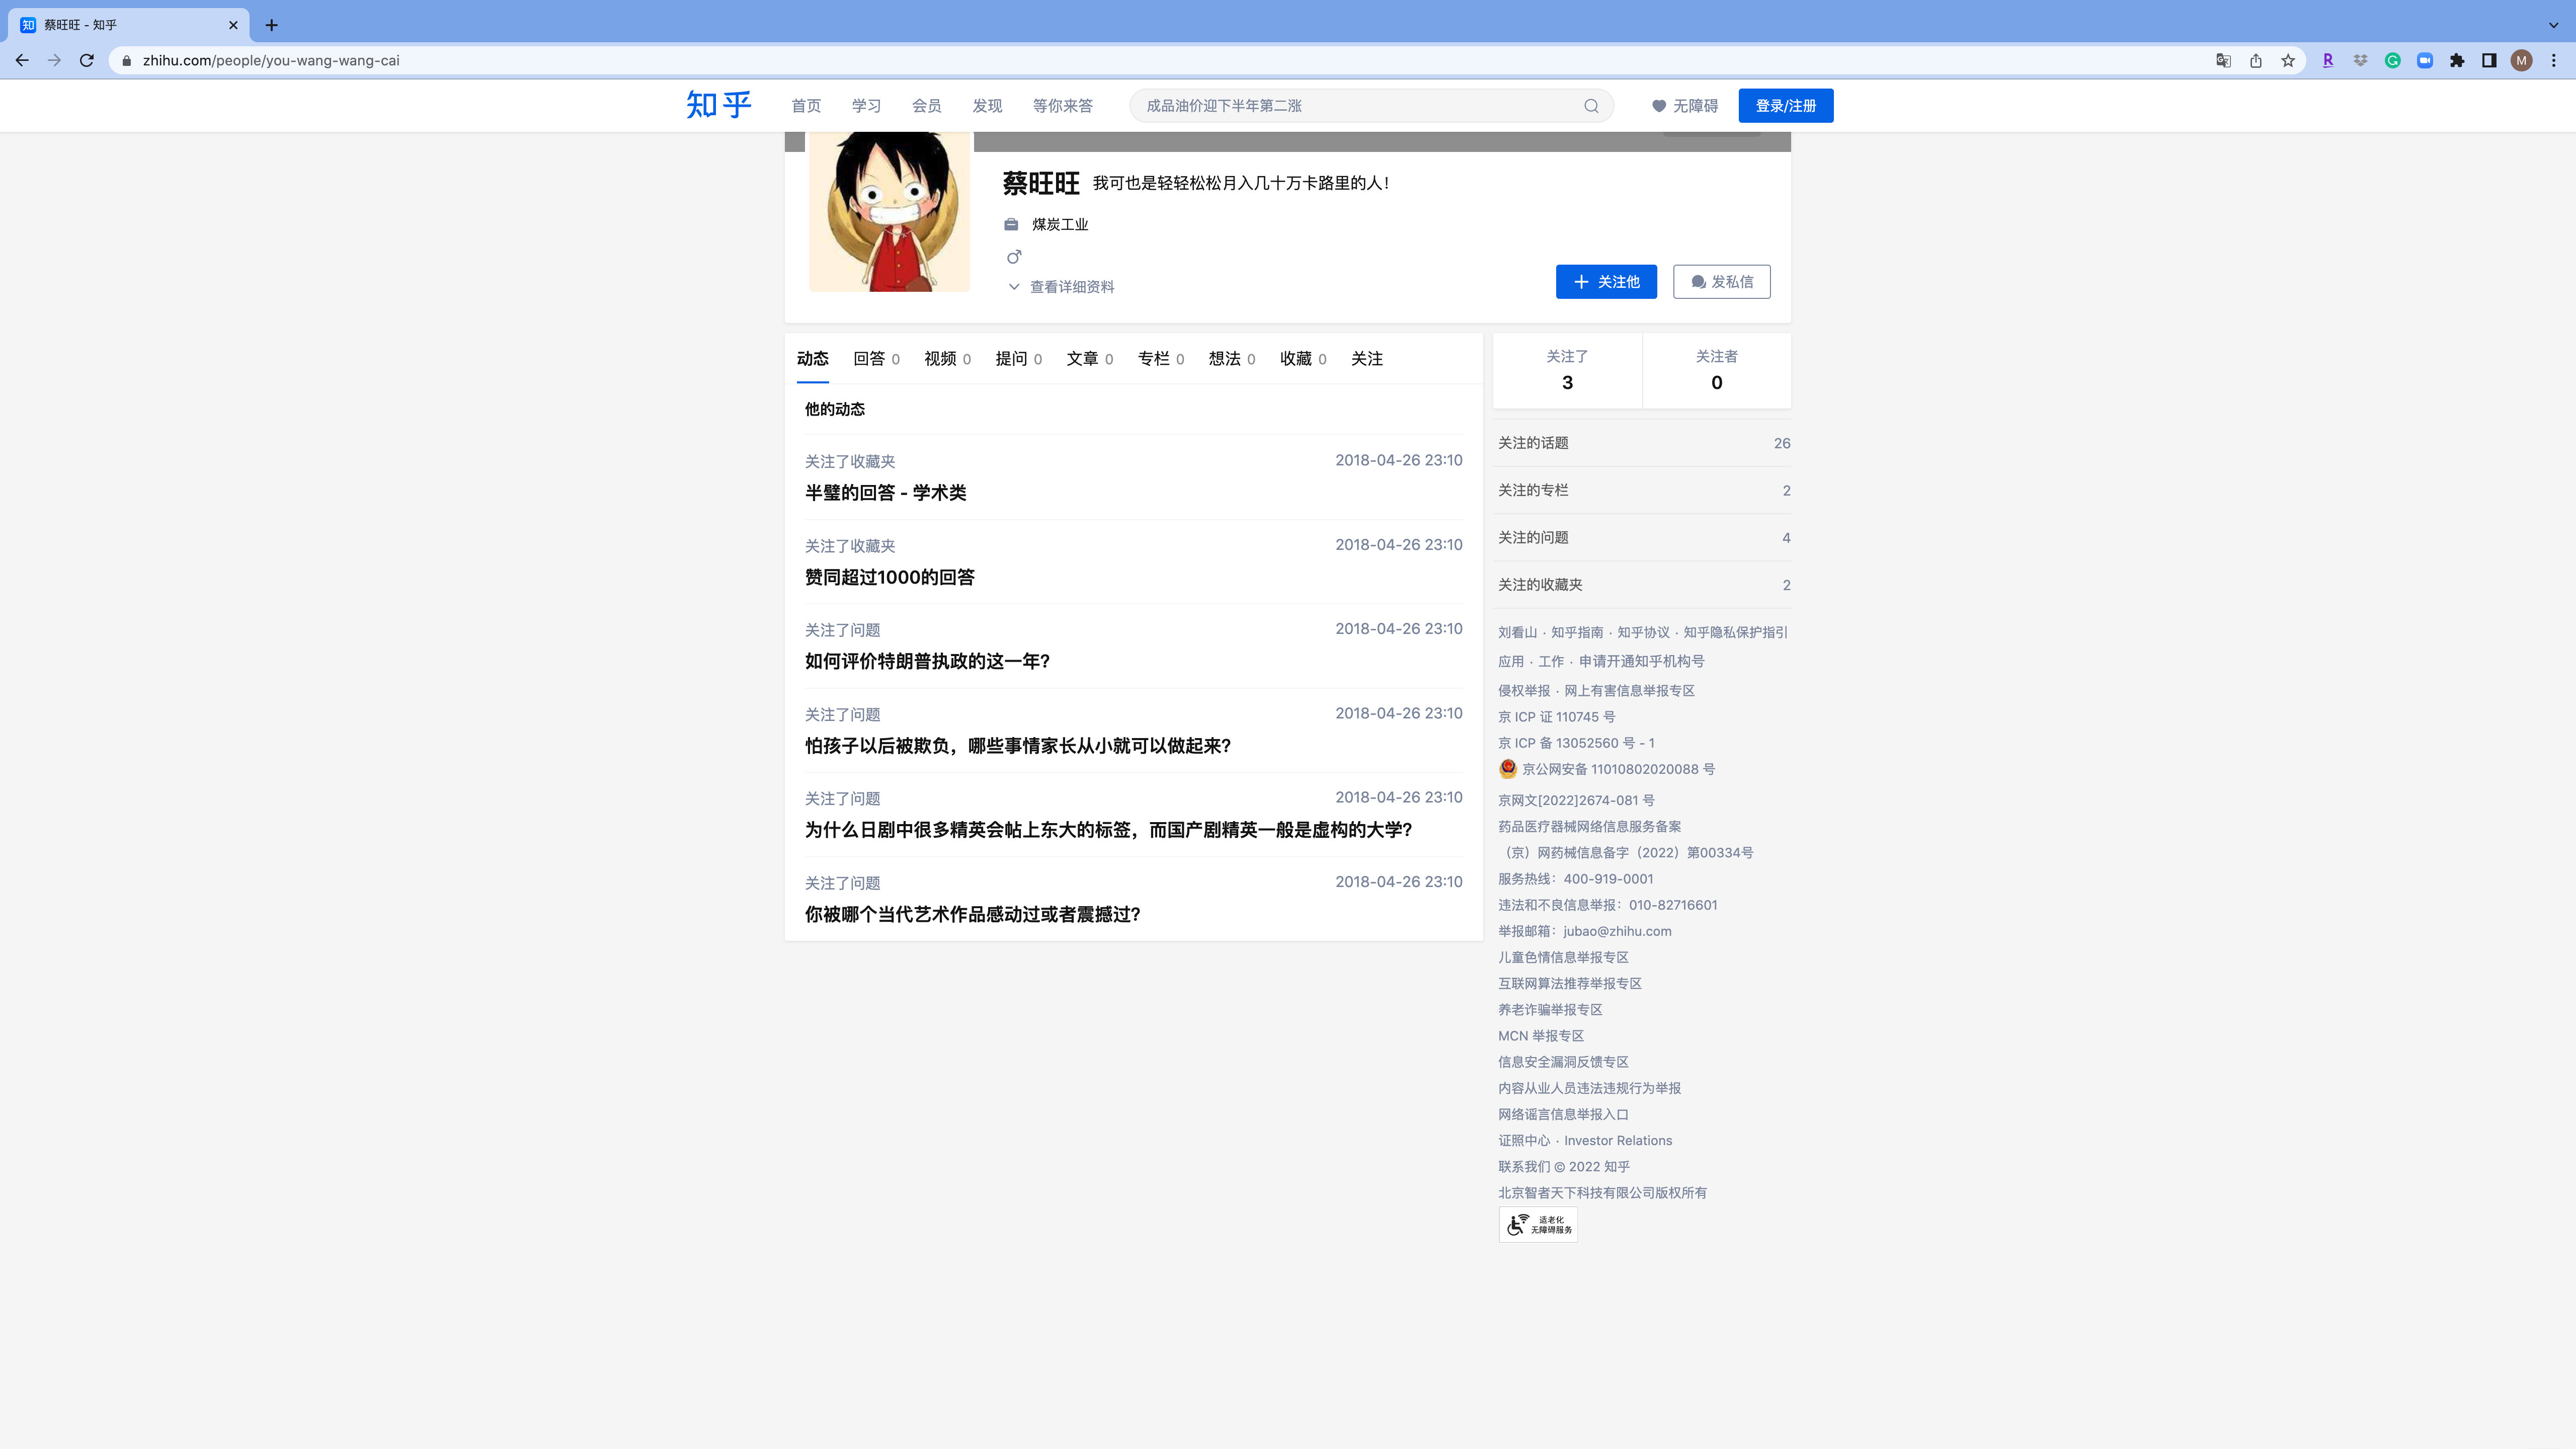 蔡旺旺 - 知乎
zhihu.com/people/you-wang-wang-cai
M
知乎 首页 学习 会员 发现 等你来答 成品油价迎下半年第二涨 无障碍 登录/注册
蔡旺旺 我可也是轻轻松松月入几十万卡路里的人！
煤炭工业
查看详细资料
关注他 发私信
动态 回答 0 视频 0 提问 0 文章 0 专栏 0 想法 0 收藏 0 关注
他的动态
关注了收藏夹 2018-04-26 23:10
半璧的回答 - 学术类
关注了收藏夹 2018-04-26 23:10
赞同超过1000的回答
关注了问题 2018-04-26 23:10
如何评价特朗普执政的这一年?
关注了问题 2018-04-26 23:10
怕孩子以后被欺负，哪些事情家长从小就可以做起来?
关注了问题 2018-04-26 23:10
为什么日剧中很多精英会帖上东大的标签，而国产剧精英一般是虚构的大学?
关注了问题 2018-04-26 23:10
你被哪个当代艺术作品感动过或者震撼过?
关注了 关注者
3 0
关注的话题 26
关注的专栏 2
关注的问题 4
关注的收藏夹 2
刘看山 · 知乎指南 · 知乎协议 · 知乎隐私保护指引
应用 · 工作 · 申请开通知乎机构号
侵权举报 · 网上有害信息举报专区
京 ICP 证 110745 号
京 ICP 备 13052560 号 - 1
京公网安备 11010802020088 号
京网文[2022]2674-081 号
药品医疗器械网络信息服务备案
（京）网药械信息备字（2022）第00334号
服务热线：400-919-0001
违法和不良信息举报：010-82716601
举报邮箱：jubao@zhihu.com
儿童色情信息举报专区
互联网算法推荐举报专区
养老诈骗举报专区
MCN 举报专区
信息安全漏洞反馈专区
内容从业人员违法违规行为举报
网络谣言信息举报入口
证照中心 · Investor Relations
联系我们 © 2022 知乎
北京智者天下科技有限公司版权所有
适老化
无障碍服务